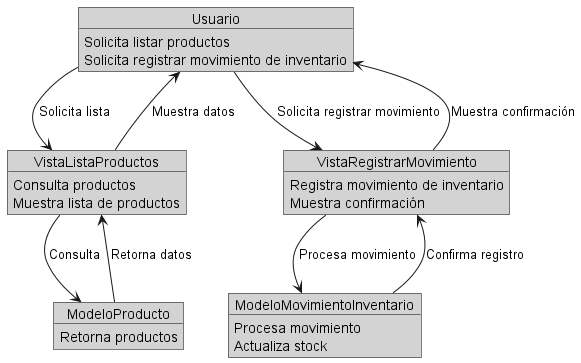 Usuario
Solicita listar productos
Solicita registrar movimiento de inventario
Solicita lista
Muestra datos
Solicita registrar movimiento
Muestra confirmación
VistaListaProductos
Consulta productos
Muestra lista de productos
VistaRegistrarMovimiento
Registra movimiento de inventario
Muestra confirmación
Consulta
Retorna datos
Procesa movimiento
Confirma registro
ModeloProducto
Retorna productos
ModeloMovimientoInventario
Procesa movimiento
Actualiza stock